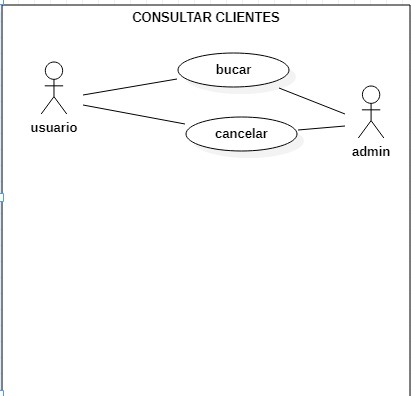 CONSULTAR CLIENTES
bucar
usuario
cancelar
admin